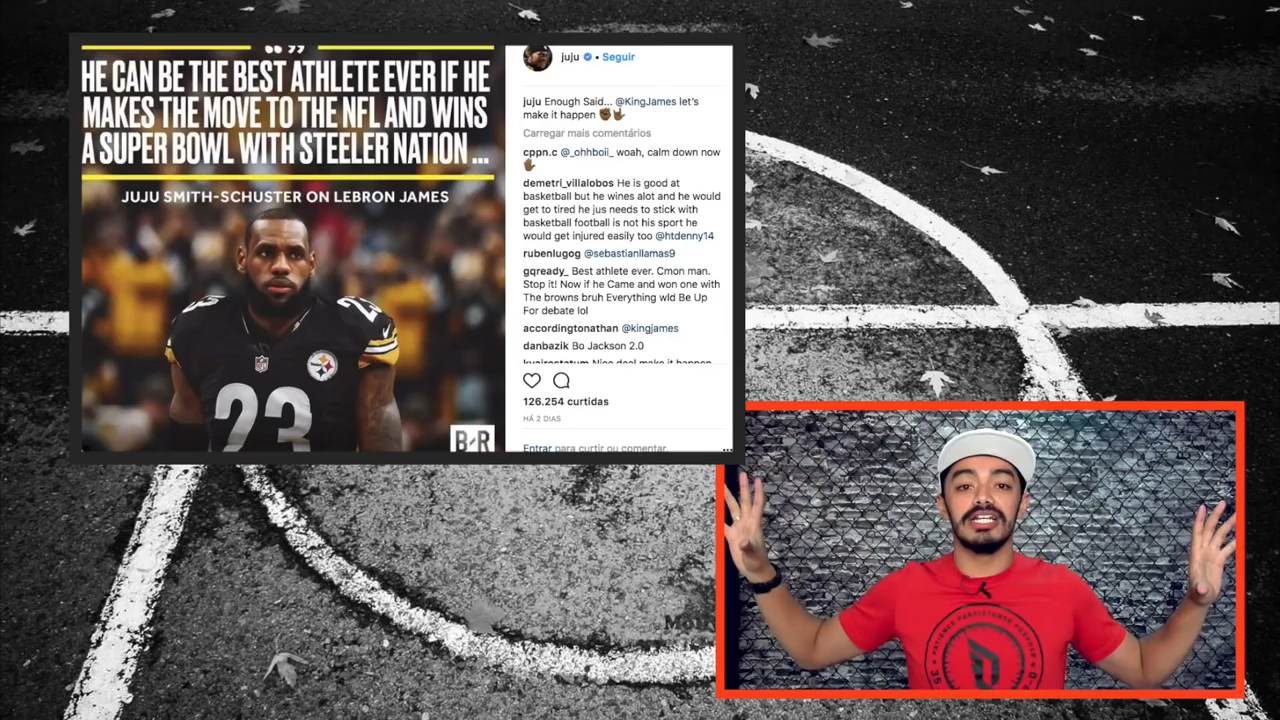 HE CAN BE THE BEST ATHLETE EVER IF HE
MAKES THE MOVE TO THE NFL AND WINS
A SUPER BOWL WITH STEELER NATION ...
JUJU SMITH-SCHUSTER ON LEBRON JAMES
23
23
23
B/R
juju • Seguir
juju Enough Said... @KingJames let's
make it happen ✊🏾🤟🏾
Carregar mais comentários
cppn.c @_ohhboii_ woah, calm down now
demetri_villalobos He is good at
basketball but he wines alot and he would
get to tired he jus needs to stick with
basketball football is not his sport he
would get injured easily too @htdenny14
rubenlugog @sebastianllamas9
gqready_ Best athlete ever. Cmon man.
Stop it! Now if he Came and won one with
The browns bruh Everything wld Be Up
For debate lol
accordingtonathan @kingjames
danbazik Bo Jackson 2.0
126.254 curtidas
HÁ 2 DIAS
Entrar para curtir ou comentar.
PATIENCE PERSISTENCE PURPOSE